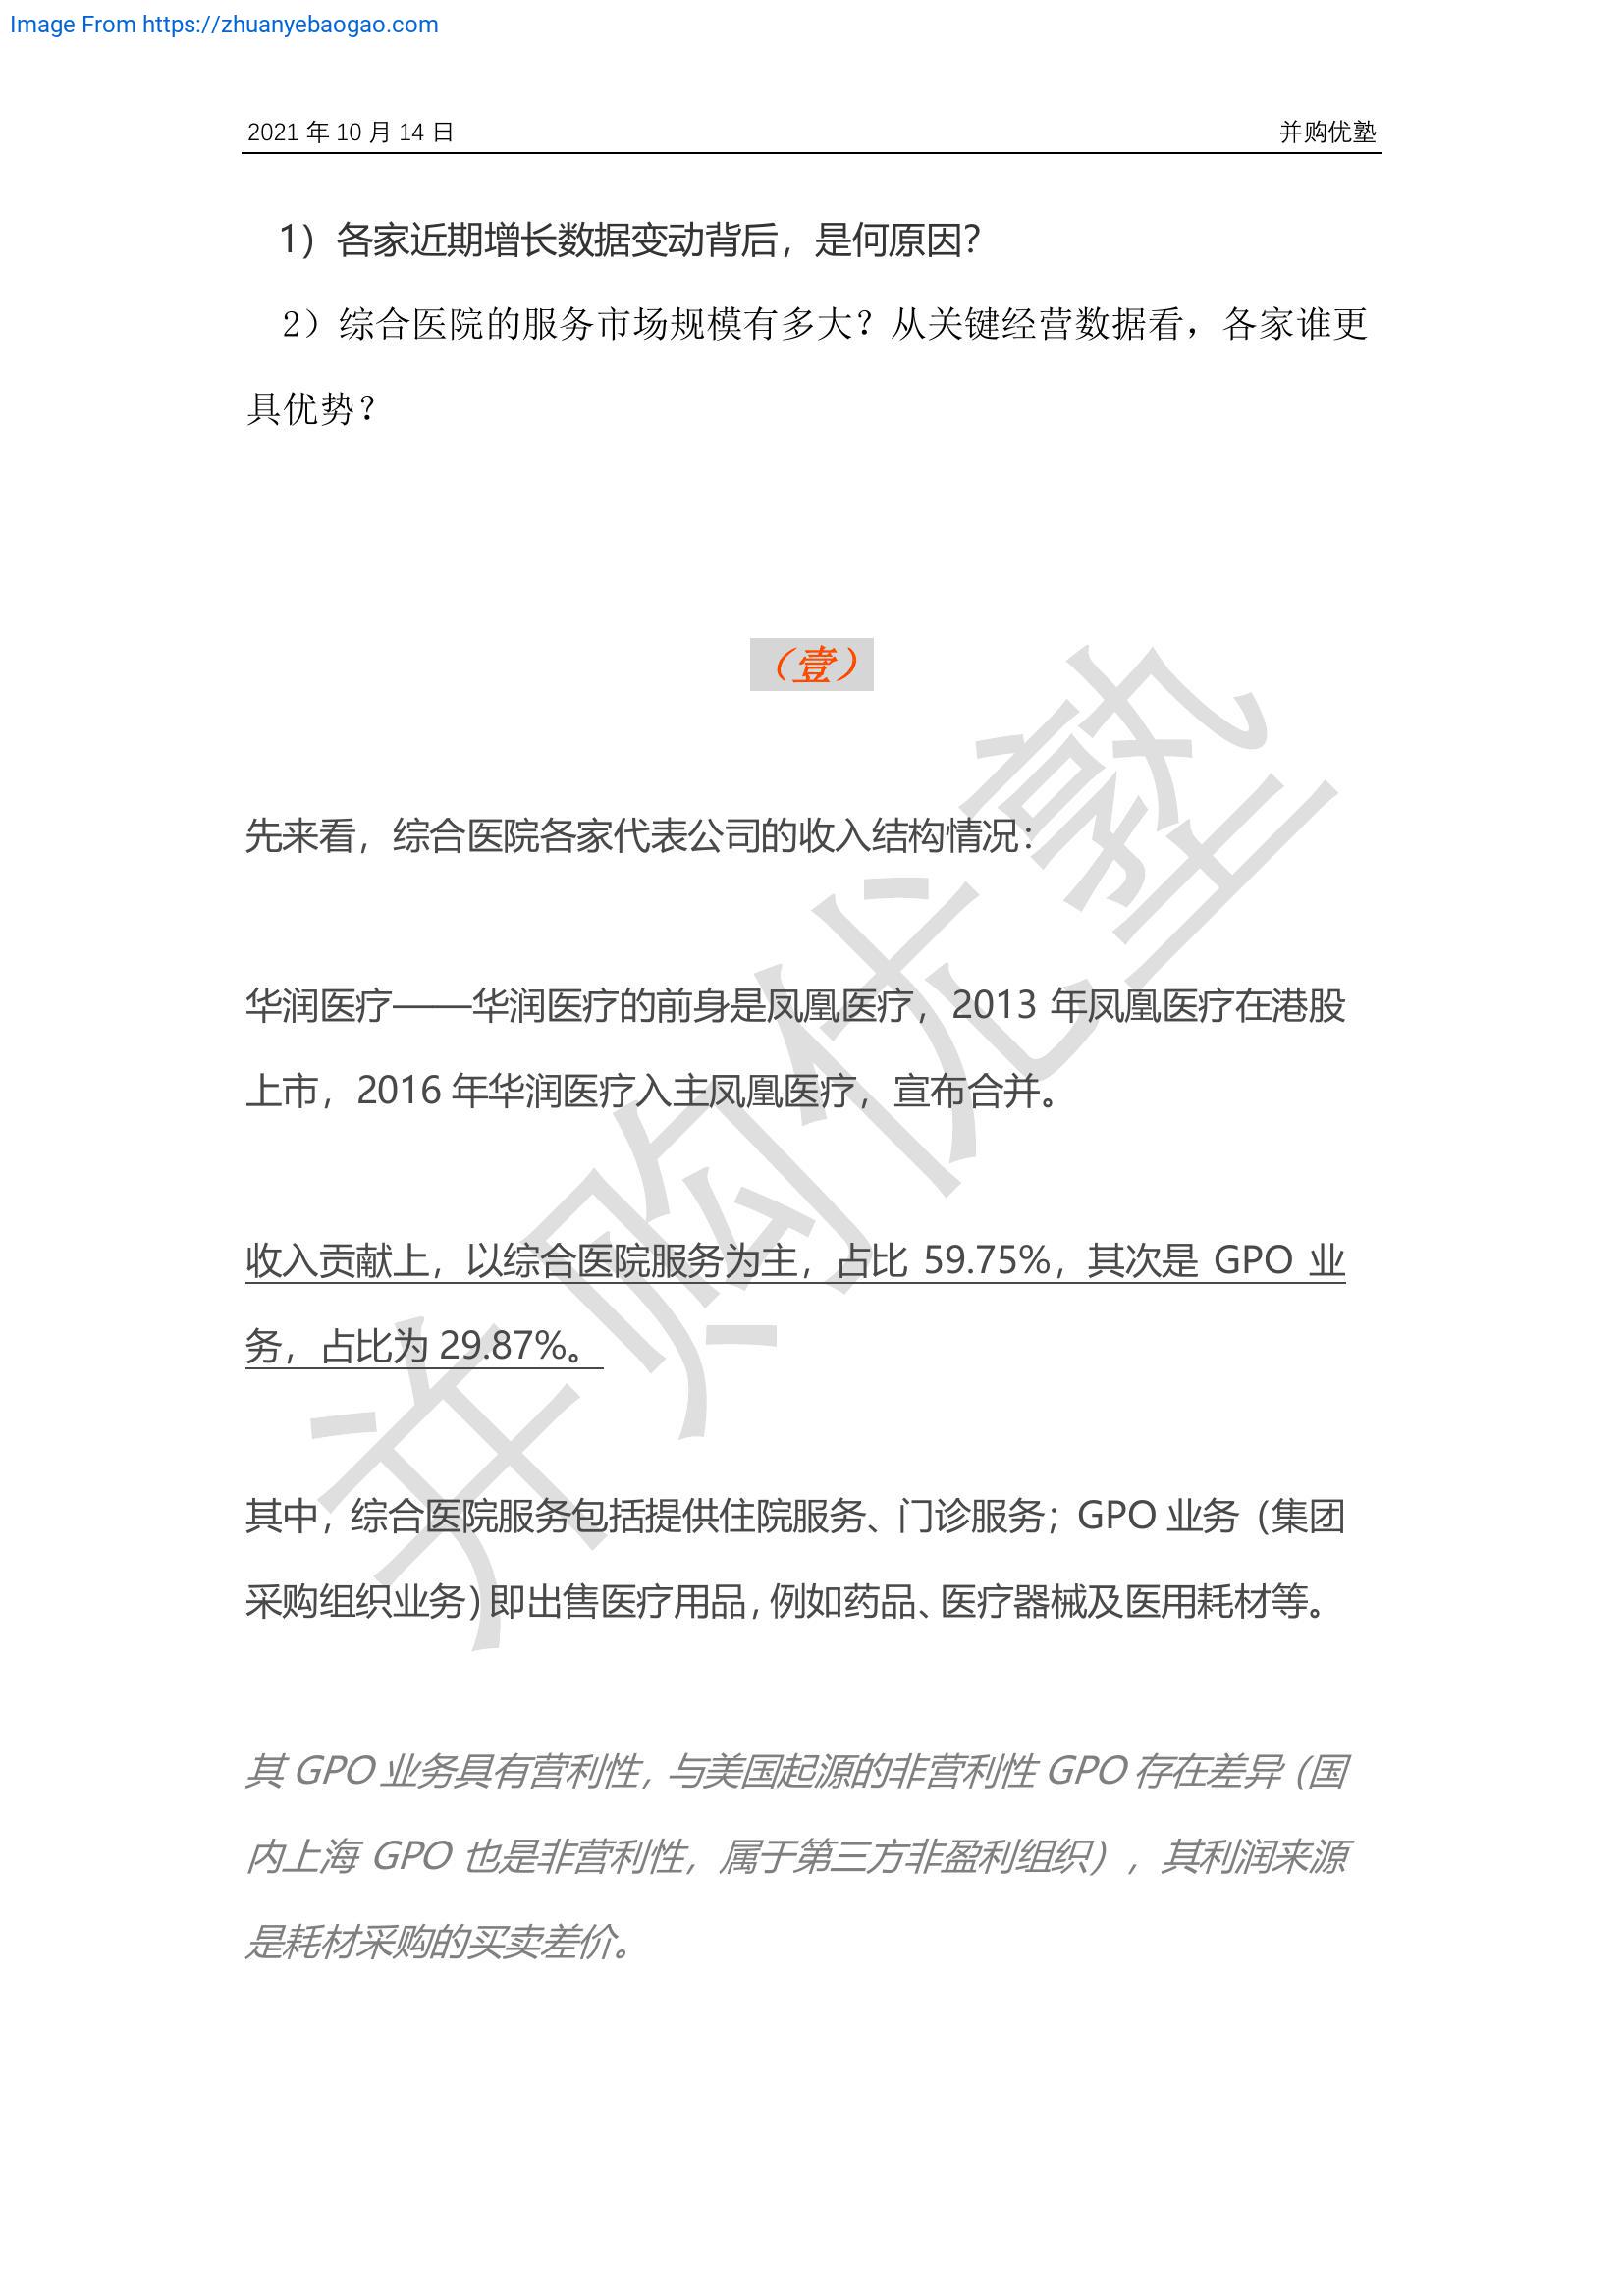 Image From https://zhuanyebaogao.com
2021 年 10 月 14 日 并购优塾
1）各家近期增长数据变动背后，是何原因？
2）综合医院的服务市场规模有多大？从关键经营数据看，各家谁更
具优势？
（壹）
先来看，综合医院各家代表公司的收入结构情况：
华润医疗——华润医疗的前身是凤凰医疗，2013 年凤凰医疗在港股
上市，2016 年华润医疗入主凤凰医疗，宣布合并。
收入贡献上，以综合医院服务为主，占比 59.75%，其次是 GPO 业
务，占比为 29.87%。
其中，综合医院服务包括提供住院服务、门诊服务；GPO 业务（集团
采购组织业务）即出售医疗用品，例如药品、医疗器械及医用耗材等。
其 GPO 业务具有营利性，与美国起源的非营利性 GPO 存在差异（国
内上海 GPO 也是非营利性，属于第三方非盈利组织），其利润来源
是耗材采购的买卖差价。
并购优塾